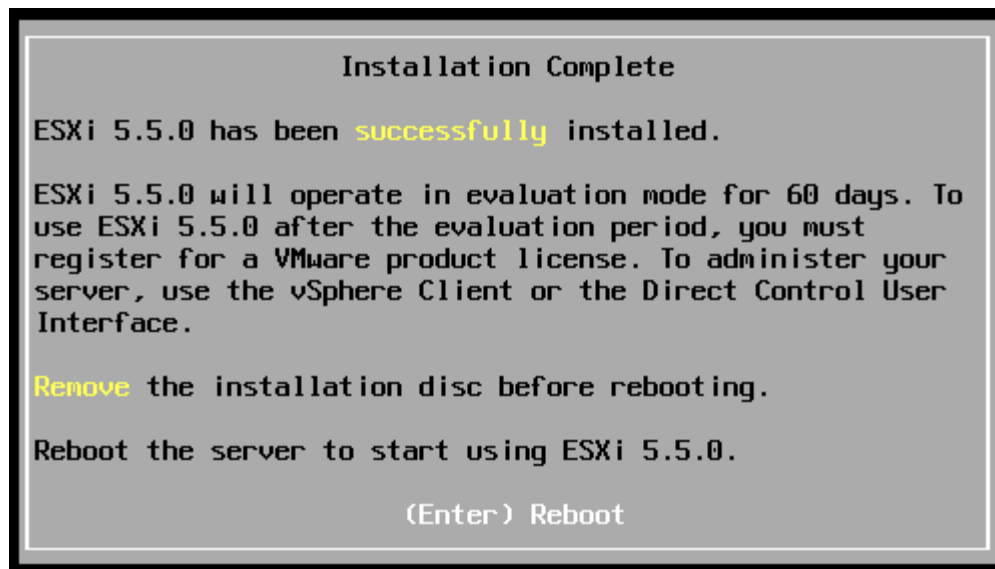 Installation Complete
ESXi 5.5.0 has been successfully installed.
ESXi 5.5.0 will operate in evaluation mode for 60 days. To
use ESXi 5.5.0 after the evaluation period, you must
register for a VMware product license. To administer your
server, use the vSphere Client or the Direct Control User
Interface.
Remove the installation disc before rebooting.
Reboot the server to start using ESXi 5.5.0.
(Enter) Reboot